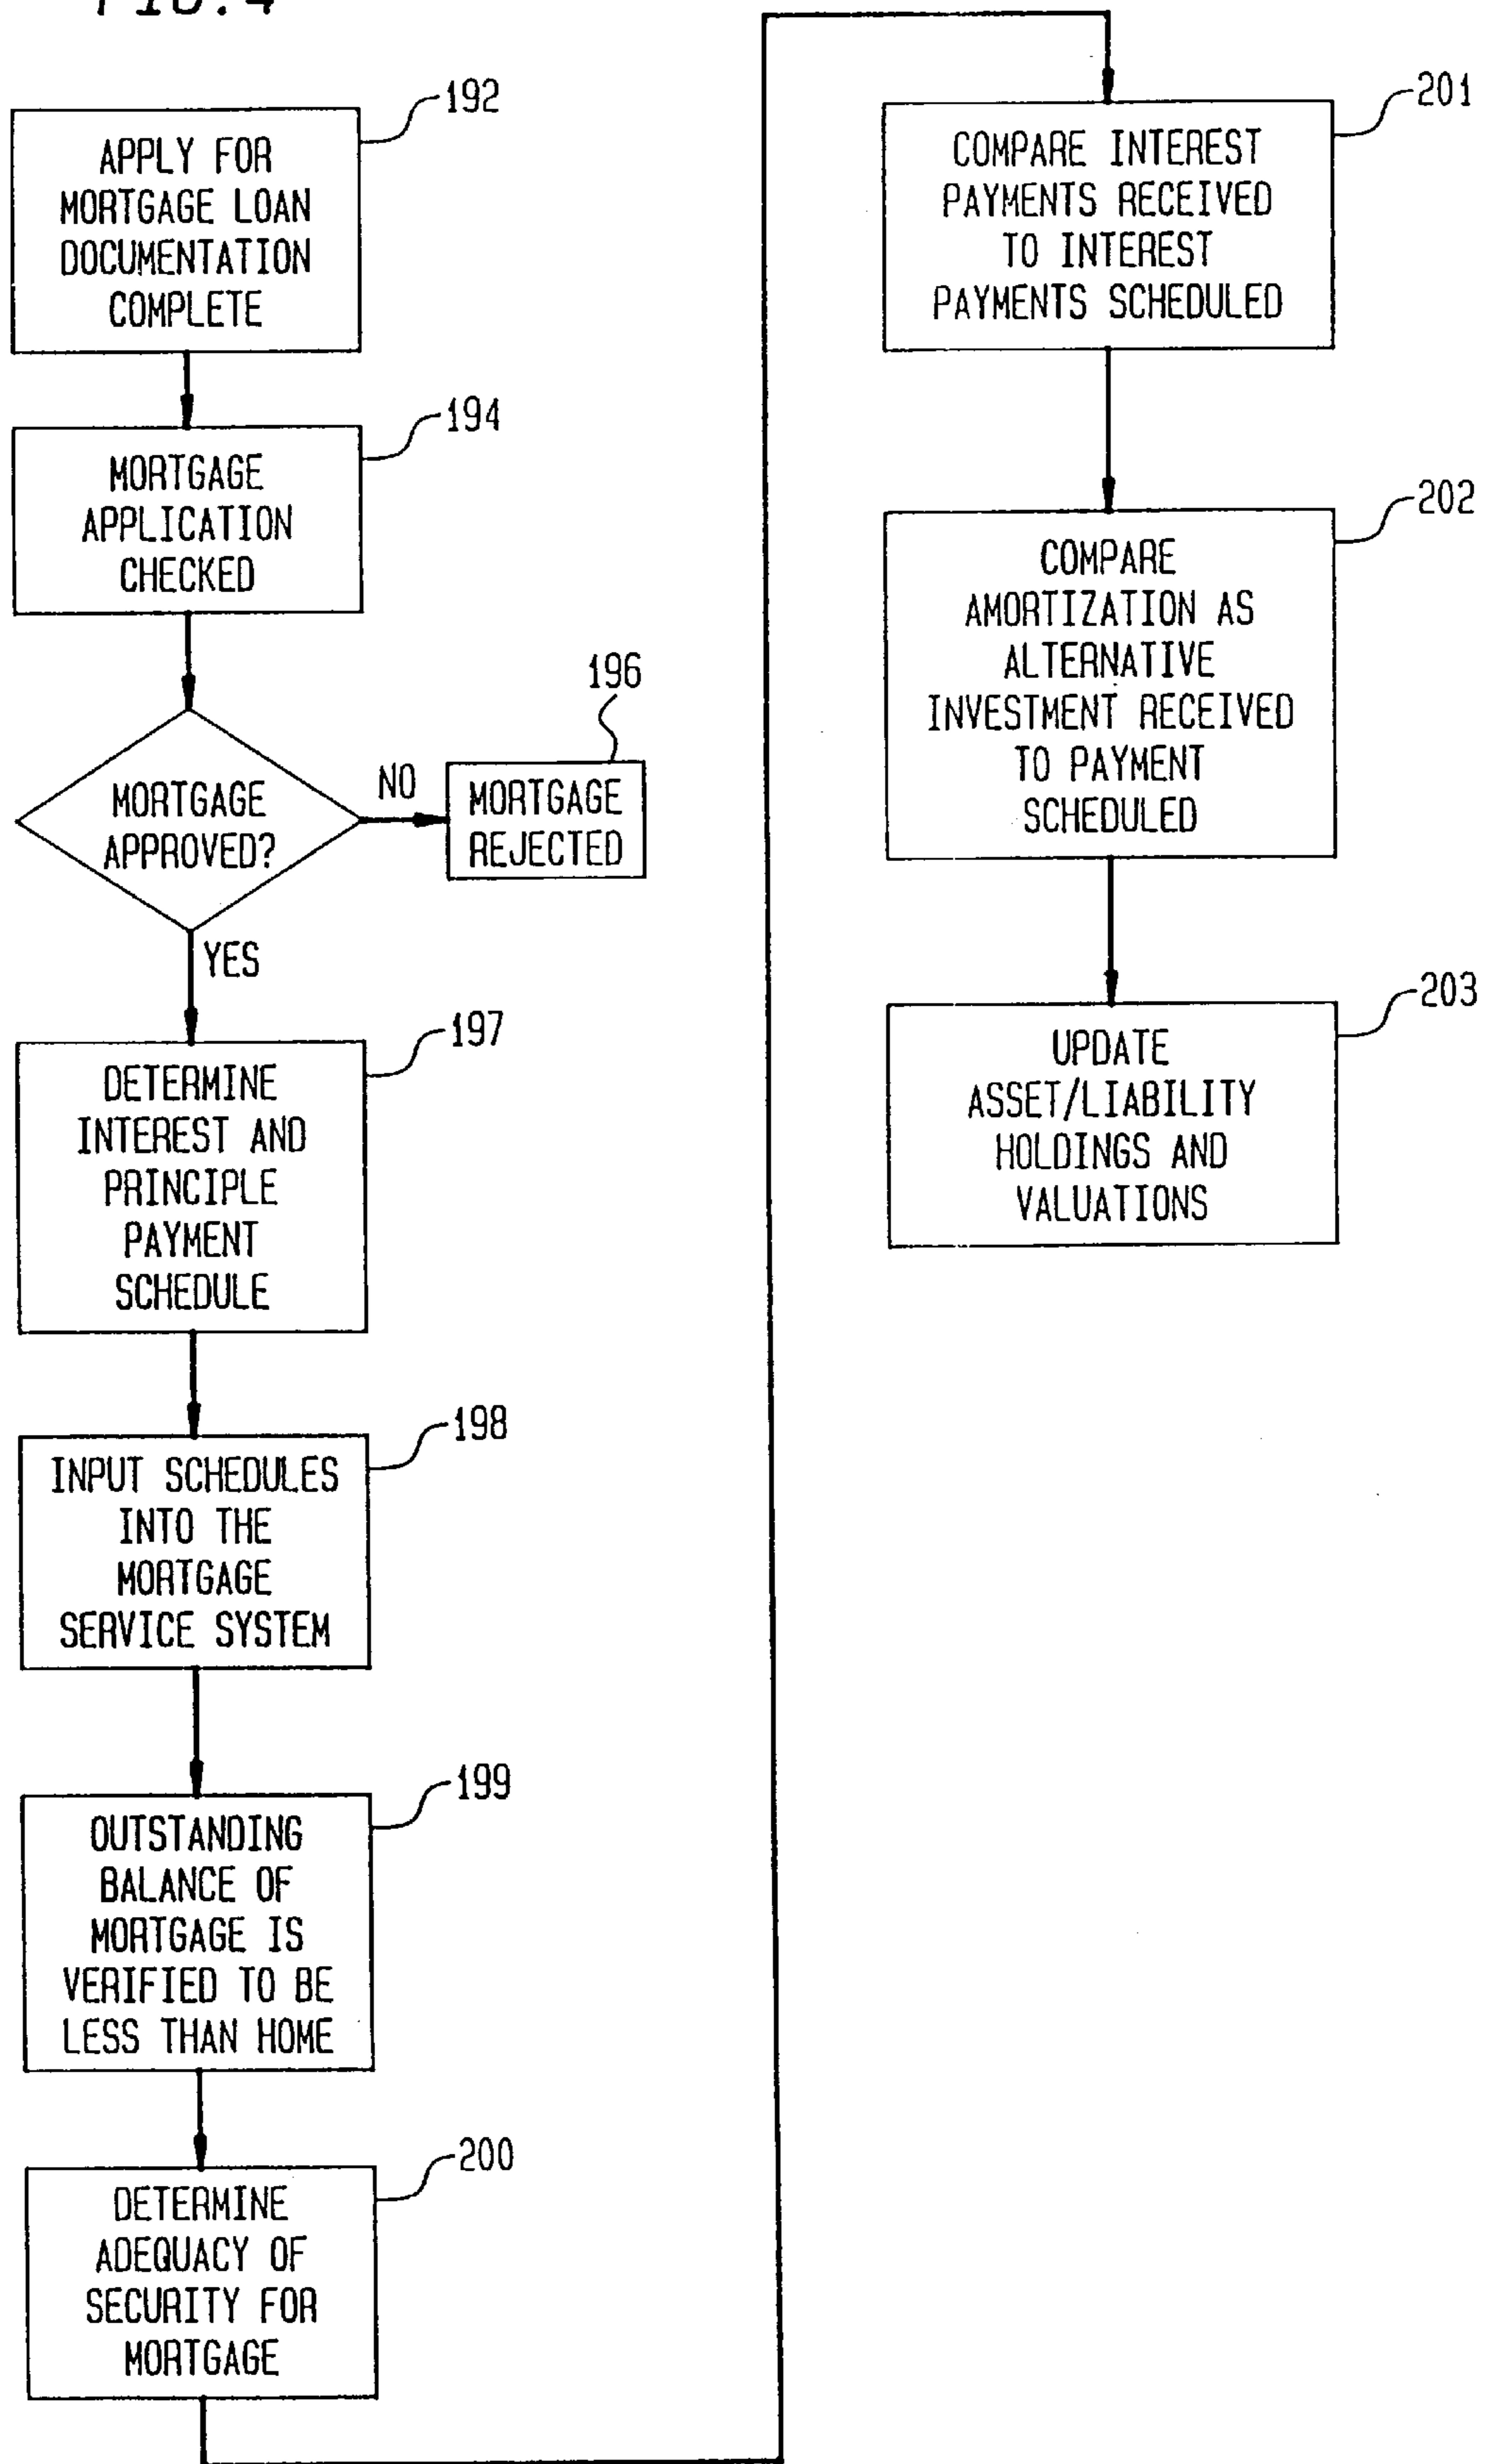 FIG. 4
192
APPLY FOR
MORTGAGE LOAN
DOCUMENTATION
COMPLETE
194
MORTGAGE
APPLICATION
CHECKED
MORTGAGE
APPROVED?
NO
196
MORTGAGE
REJECTED
YES
197
DETERMINE
INTEREST AND
PRINCIPLE
PAYMENT
SCHEDULE
198
INPUT SCHEDULES
INTO THE
MORTGAGE
SERVICE SYSTEM
199
OUTSTANDING
BALANCE OF
MORTGAGE IS
VERIFIED TO BE
LESS THAN HOME
200
DETERMINE
ADEQUACY OF
SECURITY FOR
MORTGAGE
201
COMPARE INTEREST
PAYMENTS RECEIVED
TO INTEREST
PAYMENTS SCHEDULED
202
COMPARE
AMORTIZATION AS
ALTERNATIVE
INVESTMENT RECEIVED
TO PAYMENT
SCHEDULED
203
UPDATE
ASSET/LIABILITY
HOLDINGS AND
VALUATIONS